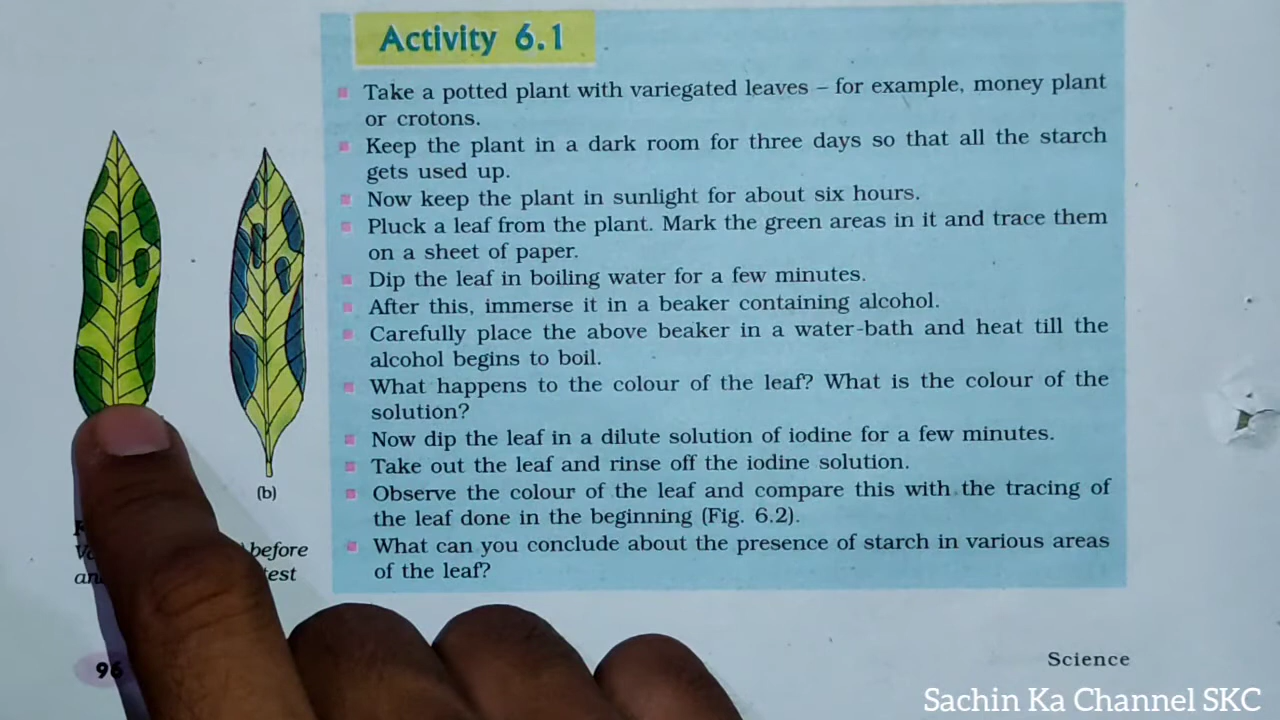 Activity 6.1
Take a potted plant with variegated leaves – for example, money plant
or crotons.
Keep the plant in a dark room for three days so that all the starch
gets used up.
Now keep the plant in sunlight for about six hours.
Pluck a leaf from the plant. Mark the green areas in it and trace them
on a sheet of paper.
Dip the leaf in boiling water for a few minutes.
After this, immerse it in a beaker containing alcohol.
Carefully place the above beaker in a water-bath and heat till the
alcohol begins to boil.
What happens to the colour of the leaf? What is the colour of the
solution?
Now dip the leaf in a dilute solution of iodine for a few minutes.
Take out the leaf and rinse off the iodine solution.
Observe the colour of the leaf and compare this with the tracing of
the leaf done in the beginning (Fig. 6.2).
What can you conclude about the presence of starch in various areas
of the leaf?
(b)
before
test
96
Science
Sachin Ka Channel SKC